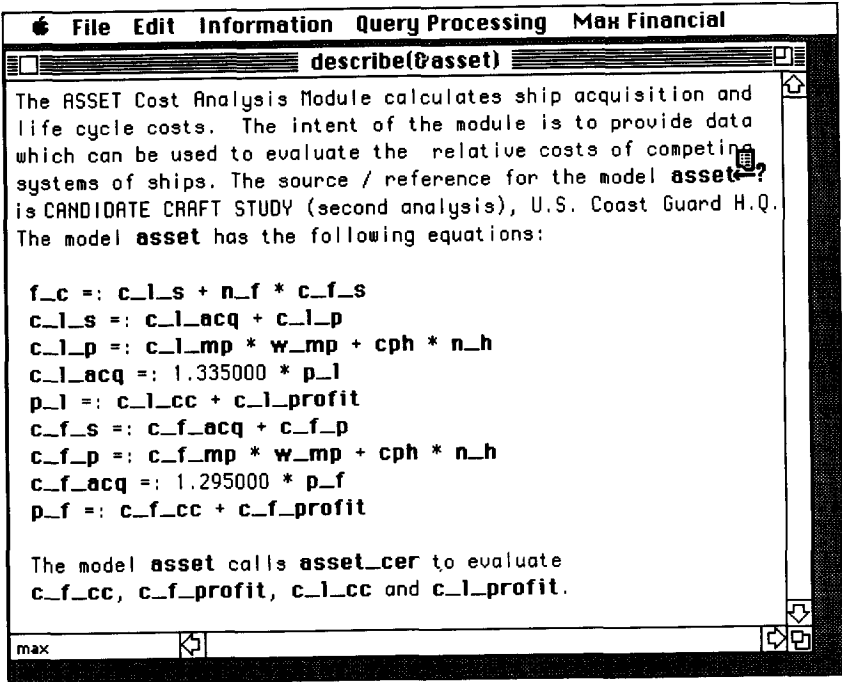 File Edit Information Query Processing Max Financial
describe(&asset)
The ASSET Cost Analysis Module calculates ship acquisition and
life cycle costs. The intent of the module is to provide data
which can be used to evaluate the relative costs of competing
systems of ships. The source / reference for the model asset ?
is CANDIDATE CRAFT STUDY (second analysis), U.S. Coast Guard H.Q.
The model asset has the following equations:
f_c =: c_l_s + n_f * c_f_s
c_l_s =: c_l_acq + c_l_p
c_l_p =: c_l_mp * w_mp + cph * n_h
c_l_acq =: 1.335000 * p_l
p_l =: c_l_cc + c_l_profit
c_f_s =: c_f_acq + c_f_p
c_f_p =: c_f_mp * w_mp + cph * n_h
c_f_acq =: 1.295000 * p_f
p_f =: c_f_cc + c_f_profit
The model asset calls asset_cer to evaluate
c_f_cc, c_f_profit, c_l_cc and c_l_profit.
max